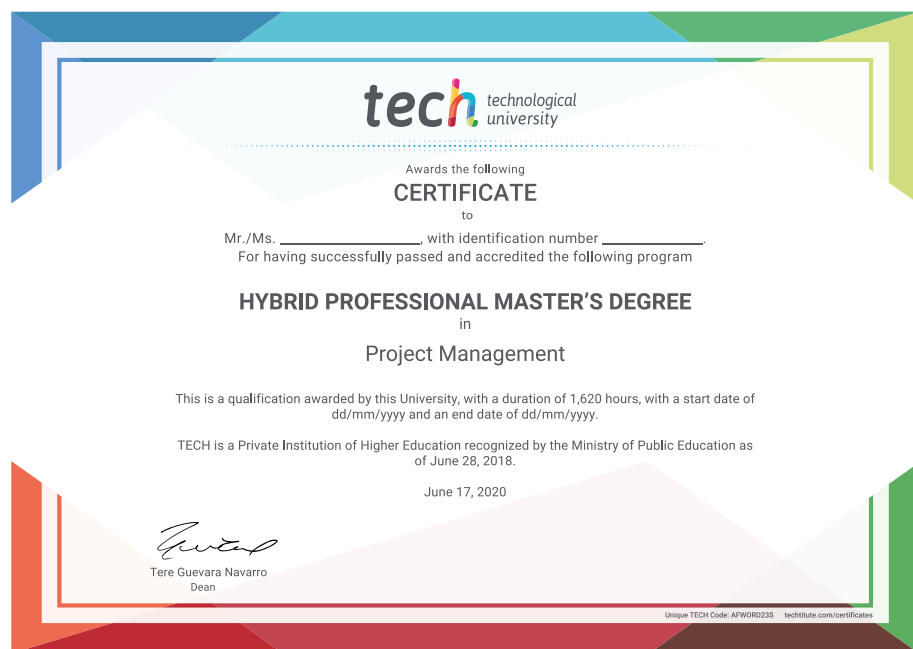 tech technological
university
Awards the following
CERTIFICATE
to
Mr./Ms. ____________, with identification number ____________.
For having successfully passed and accredited the following program
HYBRID PROFESSIONAL MASTER'S DEGREE
in
Project Management
This is a qualification awarded by this University, with a duration of 1,620 hours, with a start date of
dd/mm/yyyy and an end date of dd/mm/yyyy.
TECH is a Private Institution of Higher Education recognized by the Ministry of Public Education as
of June 28, 2018.
June 17, 2020
Tere Guevara Navarro
Dean
Unique TECH Code: AFWORD23S techtitute.com/certificates